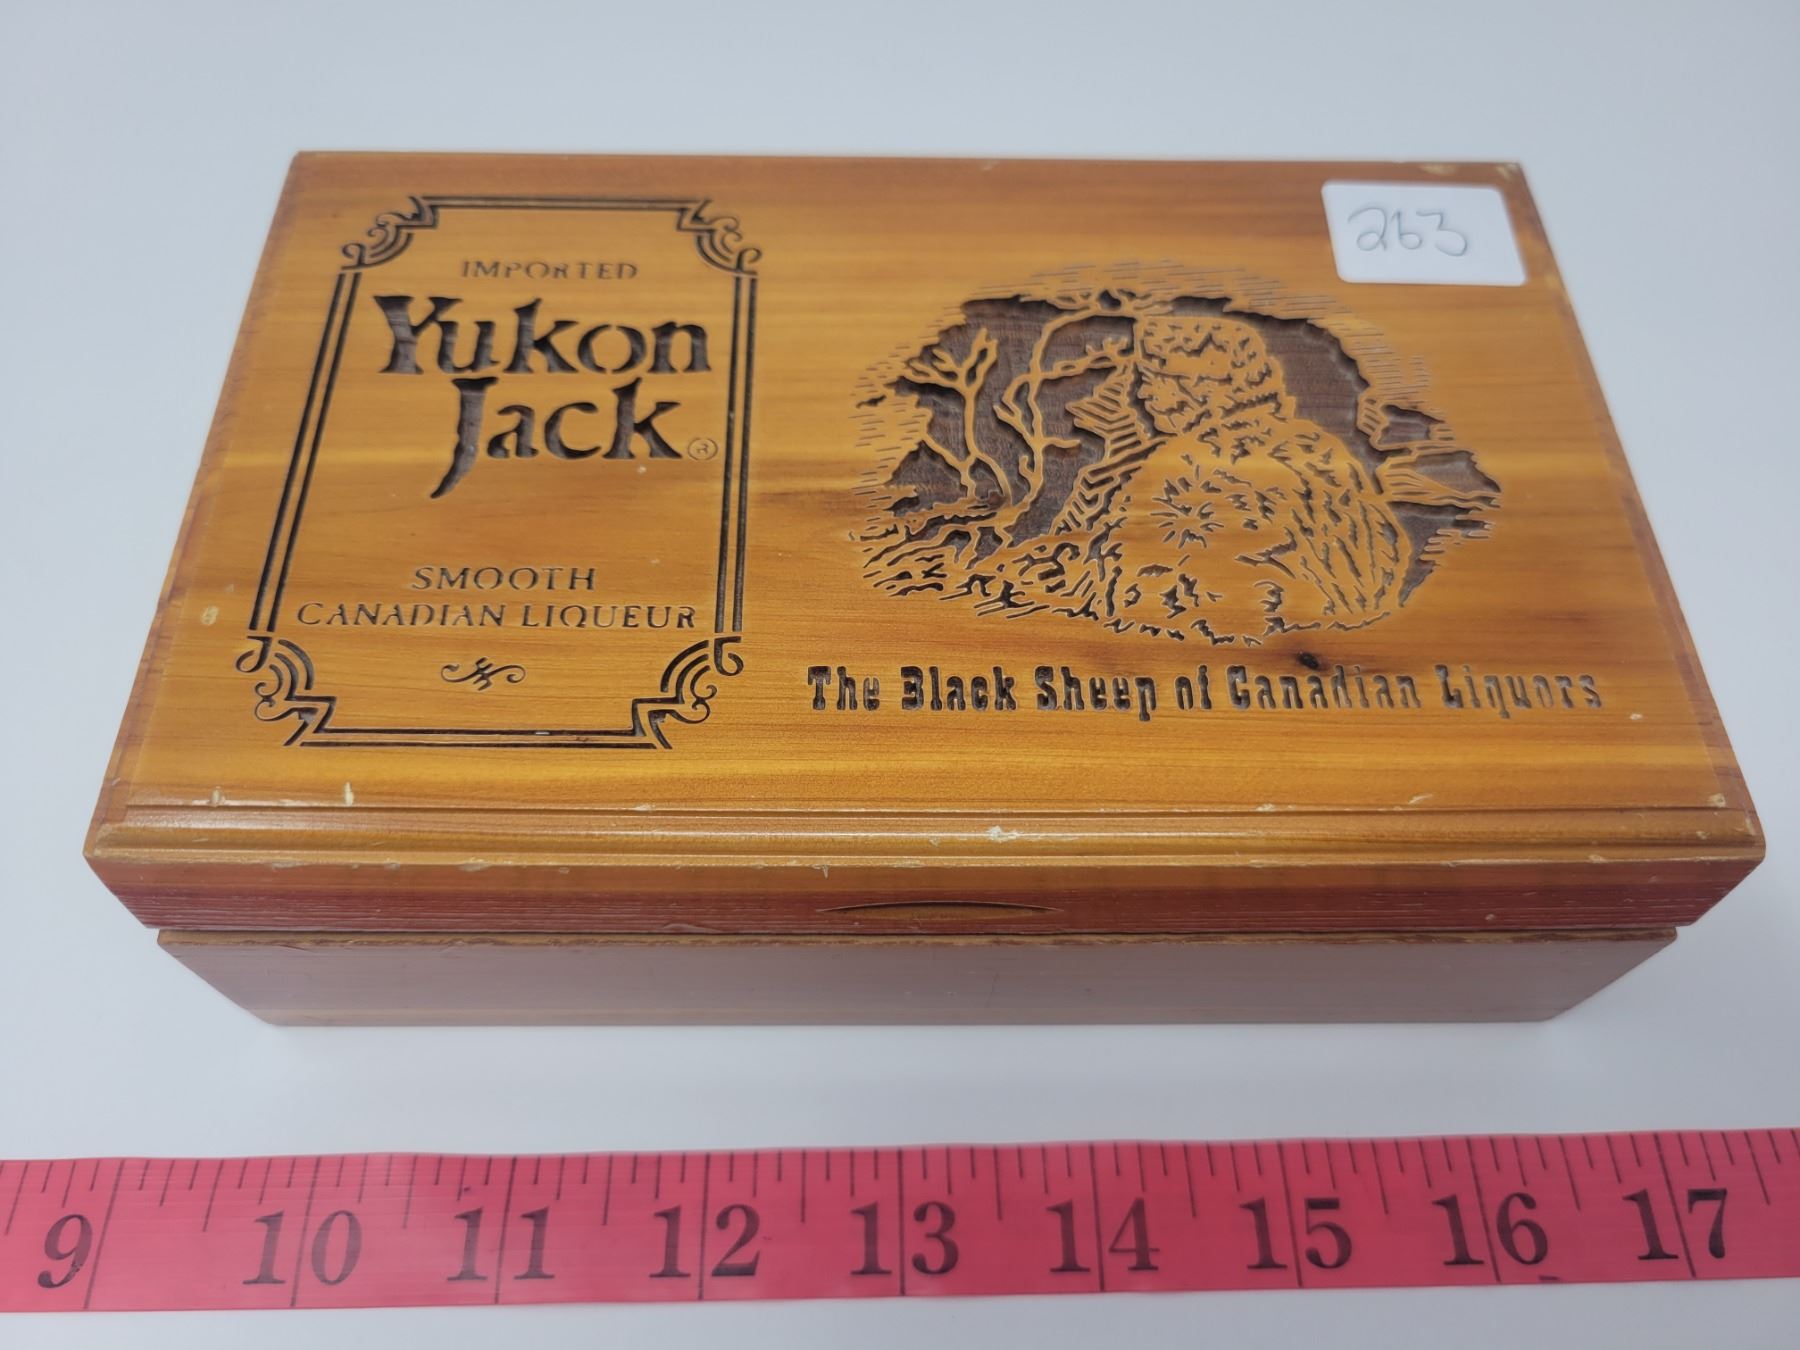 263
IMPORTED
Yukon
Jack®
SMOOTH
CANADIAN LIQUEUR
The Black Sheep of Canadian Liquors
9 10 11 12 13 14 15 16 17